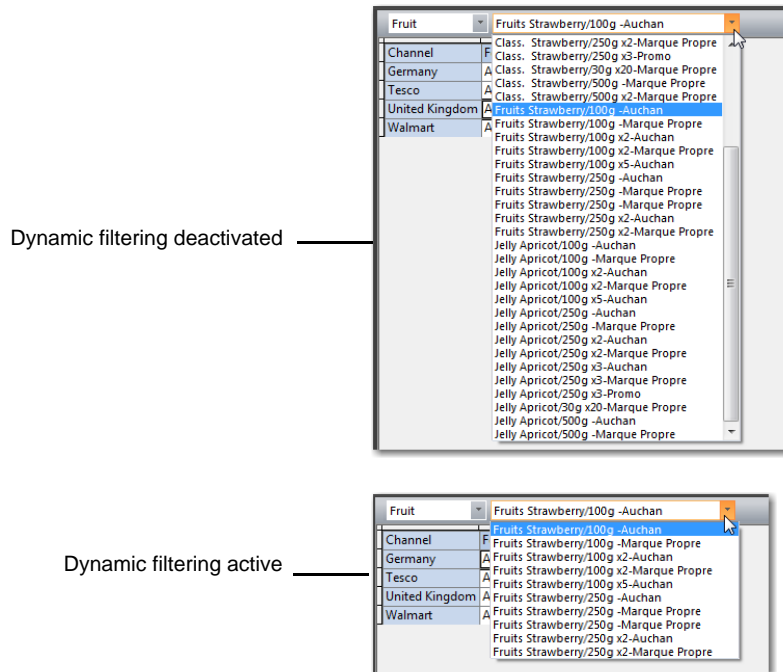 Fruit Fruits Strawberry/100g -Auchan
Channel F
Germany A
Tesco A
United Kingdom A
Walmart A
Class. Strawberry/250g x2-Marque Propre
Class. Strawberry/250g x3-Promo
Class. Strawberry/30g x20-Marque Propre
Class. Strawberry/500g -Marque Propre
Class. Strawberry/500g x2-Marque Propre
Fruits Strawberry/100g -Auchan
Fruits Strawberry/100g -Marque Propre
Fruits Strawberry/100g x2-Auchan
Fruits Strawberry/100g x2-Marque Propre
Fruits Strawberry/100g x5-Auchan
Fruits Strawberry/250g -Auchan
Fruits Strawberry/250g -Marque Propre
Fruits Strawberry/250g -Marque Propre
Fruits Strawberry/250g x2-Auchan
Fruits Strawberry/250g x2-Marque Propre
Jelly Apricot/100g -Auchan
Jelly Apricot/100g -Marque Propre
Jelly Apricot/100g x2-Auchan
Jelly Apricot/100g x2-Marque Propre
Jelly Apricot/100g x5-Auchan
Jelly Apricot/250g -Auchan
Jelly Apricot/250g -Marque Propre
Jelly Apricot/250g x2-Auchan
Jelly Apricot/250g x2-Marque Propre
Jelly Apricot/250g x3-Auchan
Jelly Apricot/250g x3-Marque Propre
Jelly Apricot/250g x3-Promo
Jelly Apricot/30g x20-Marque Propre
Jelly Apricot/500g -Auchan
Jelly Apricot/500g -Marque Propre
Dynamic filtering deactivated
Fruit Fruits Strawberry/100g -Auchan
Channel F
Germany A
Tesco A
United Kingdom A
Walmart A
Fruits Strawberry/100g -Auchan
Fruits Strawberry/100g -Marque Propre
Fruits Strawberry/100g x2-Auchan
Fruits Strawberry/100g x2-Marque Propre
Fruits Strawberry/100g x5-Auchan
Fruits Strawberry/250g -Auchan
Fruits Strawberry/250g -Marque Propre
Fruits Strawberry/250g -Marque Propre
Fruits Strawberry/250g x2-Auchan
Fruits Strawberry/250g x2-Marque Propre
Dynamic filtering active